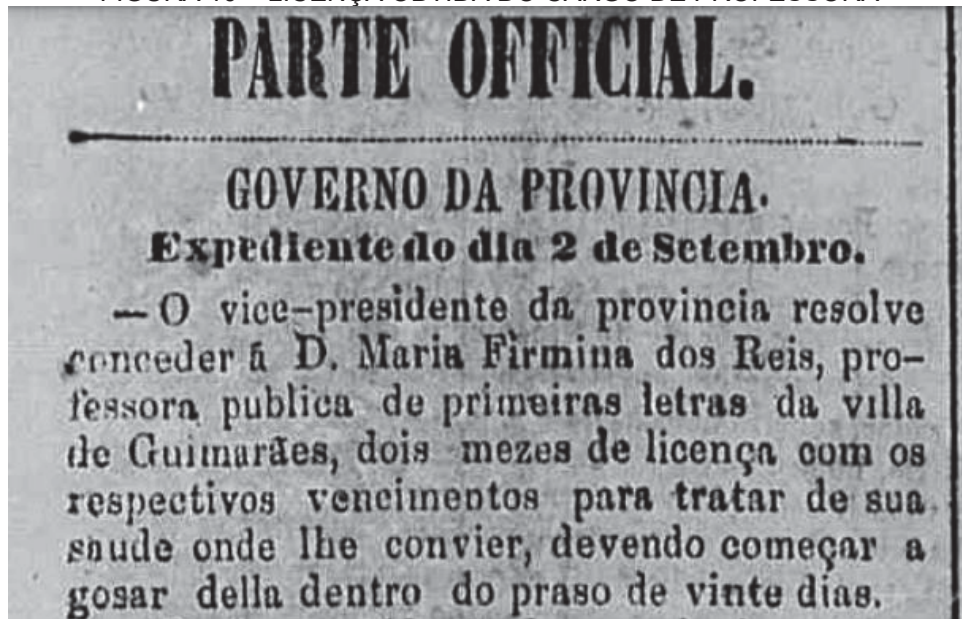 PARTE OFFICIAL.
GOVERNO DA PROVINCIA.
Expediente do dia 2 de Setembro.
— O vice-presidente da provincia resolve
conceder á D. Maria Firmina dos Reis, pro-
fessora publica de primeiras letras da villa
de Guimarães, dois mezes de licença com os
respectivos vencimentos para tratar de sua
saude onde lhe convier, devendo começar a
gosar della dentro do praso de vinte dias.